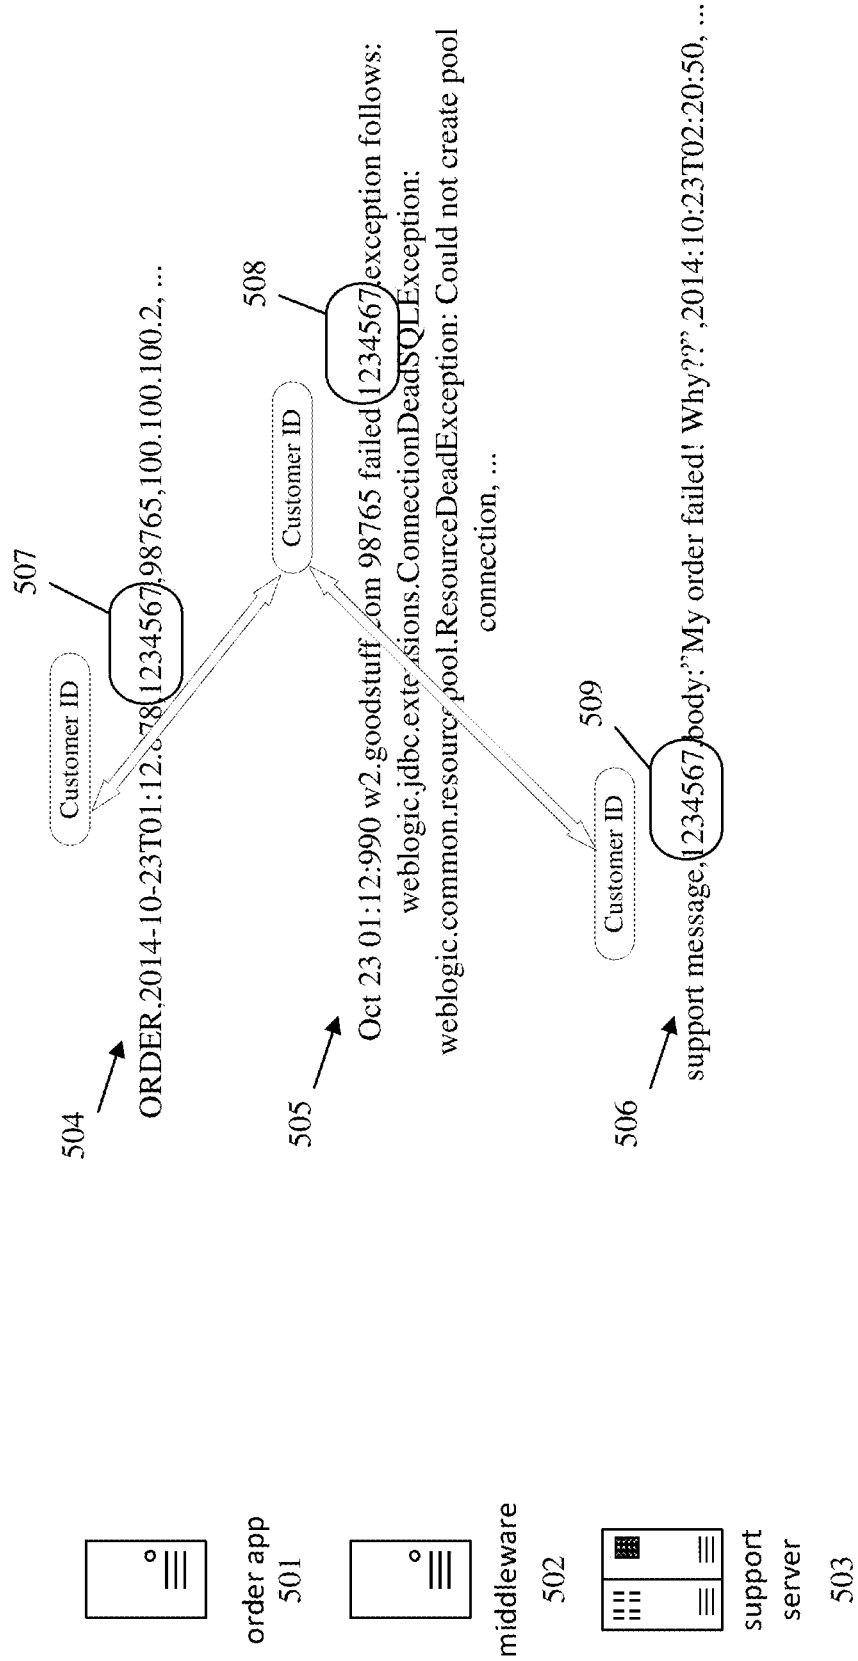 order app
501
504
ORDER,2014-10-23T01:12.8 78,1234567,98765,100.100.100.2, ...
Customer ID
507
middleware
502
505
Oct 23 01:12:990 w2.goodstuff.com 98765 failed 1234567,exception follows:
weblogic.jdbc.extensions.ConnectionDeadSQLException:
weblogic.common.resourcepool.ResourceDeadException: Could not create pool
connection, ...
Customer ID
508
support
server
503
506
support message,1234567,body:”My order failed! Why??”,2014:10:23T02:20:50, ...
Customer ID
509